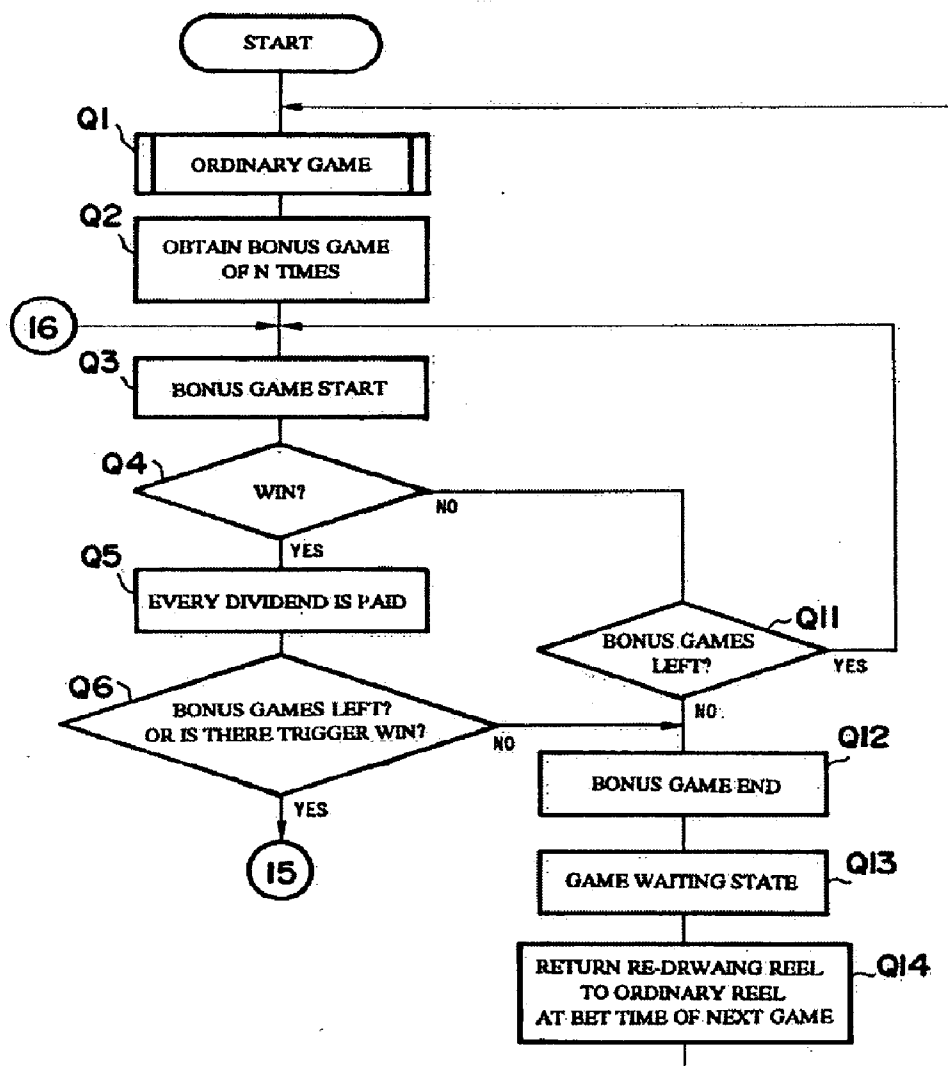 START
Q1
ORDINARY GAME
Q2
OBTAIN BONUS GAME
OF N TIMES
16
Q3
BONUS GAME START
Q4
WIN?
NO
YES
Q5
EVERY DIVIDEND IS PAID
Q11
BONUS GAMES
LEFT?
YES
NO
Q6
BONUS GAMES LEFT?
OR IS THERE TRIGGER WIN?
NO
YES
15
Q12
BONUS GAME END
Q13
GAME WAITING STATE
Q14
RETURN RE-DRWAING REEL
TO ORDINARY REEL
AT BET TIME OF NEXT GAME